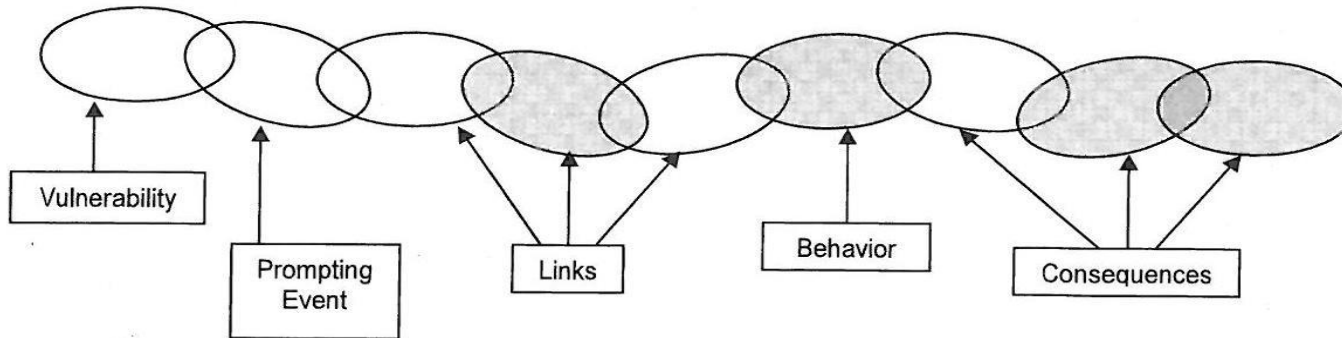 Vulnerability
Prompting
Event
Links
Behavior
Consequences